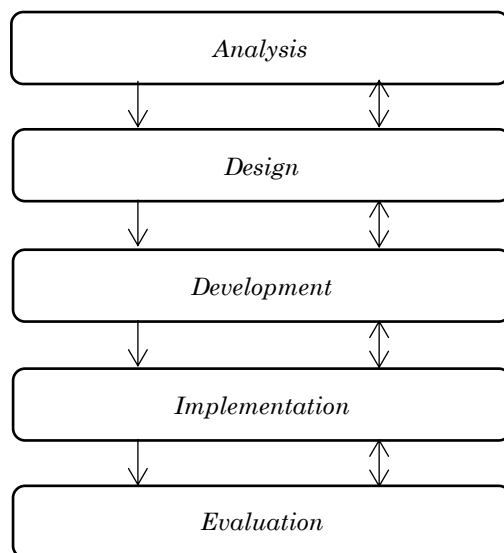 Analysis
Design
Development
Implementation
Evaluation